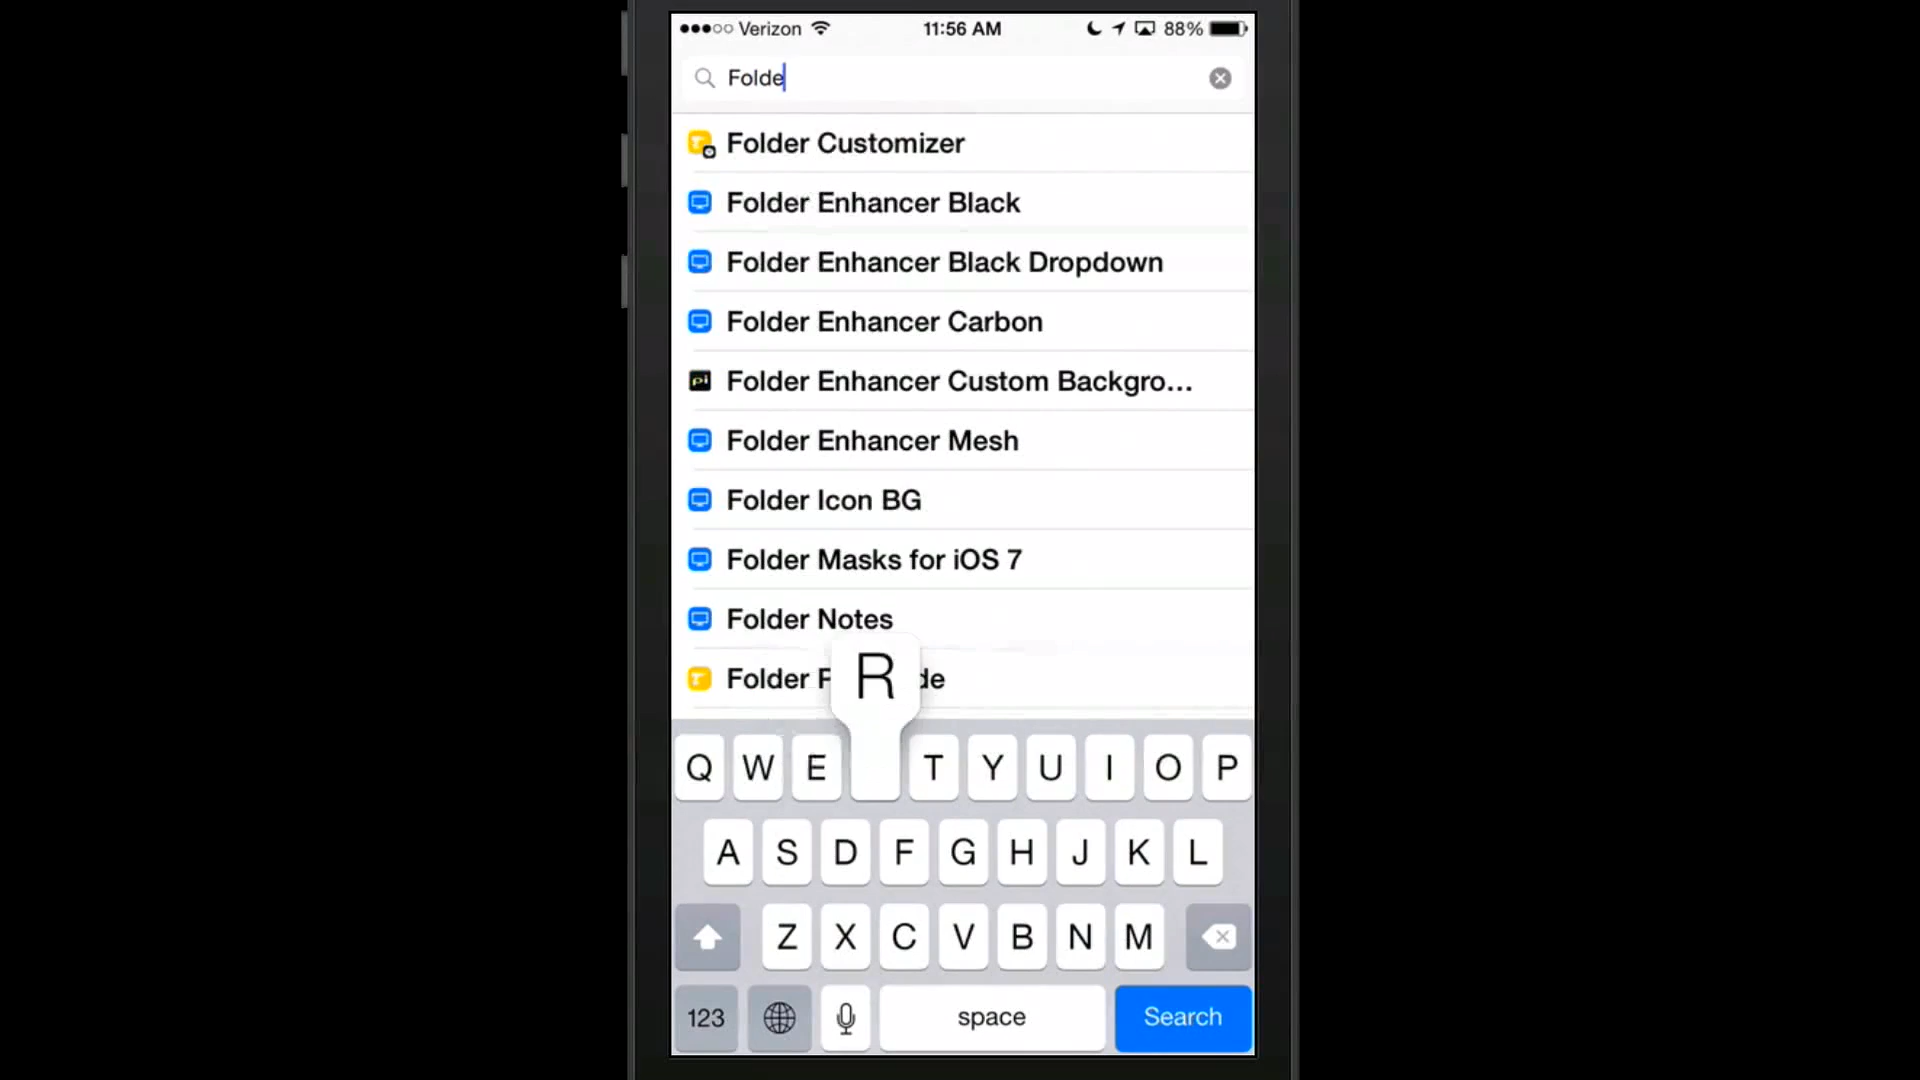 Verizon 11:56 AM 88%
Folde
Folder Customizer
Folder Enhancer Black
Folder Enhancer Black Dropdown
Folder Enhancer Carbon
pi Folder Enhancer Custom Backgro...
Folder Enhancer Mesh
Folder Icon BG
Folder Masks for iOS 7
Folder Notes
Folder
R
Q W E T Y U I O P
A S D F G H J K L
Z X C V B N M
123 space Search